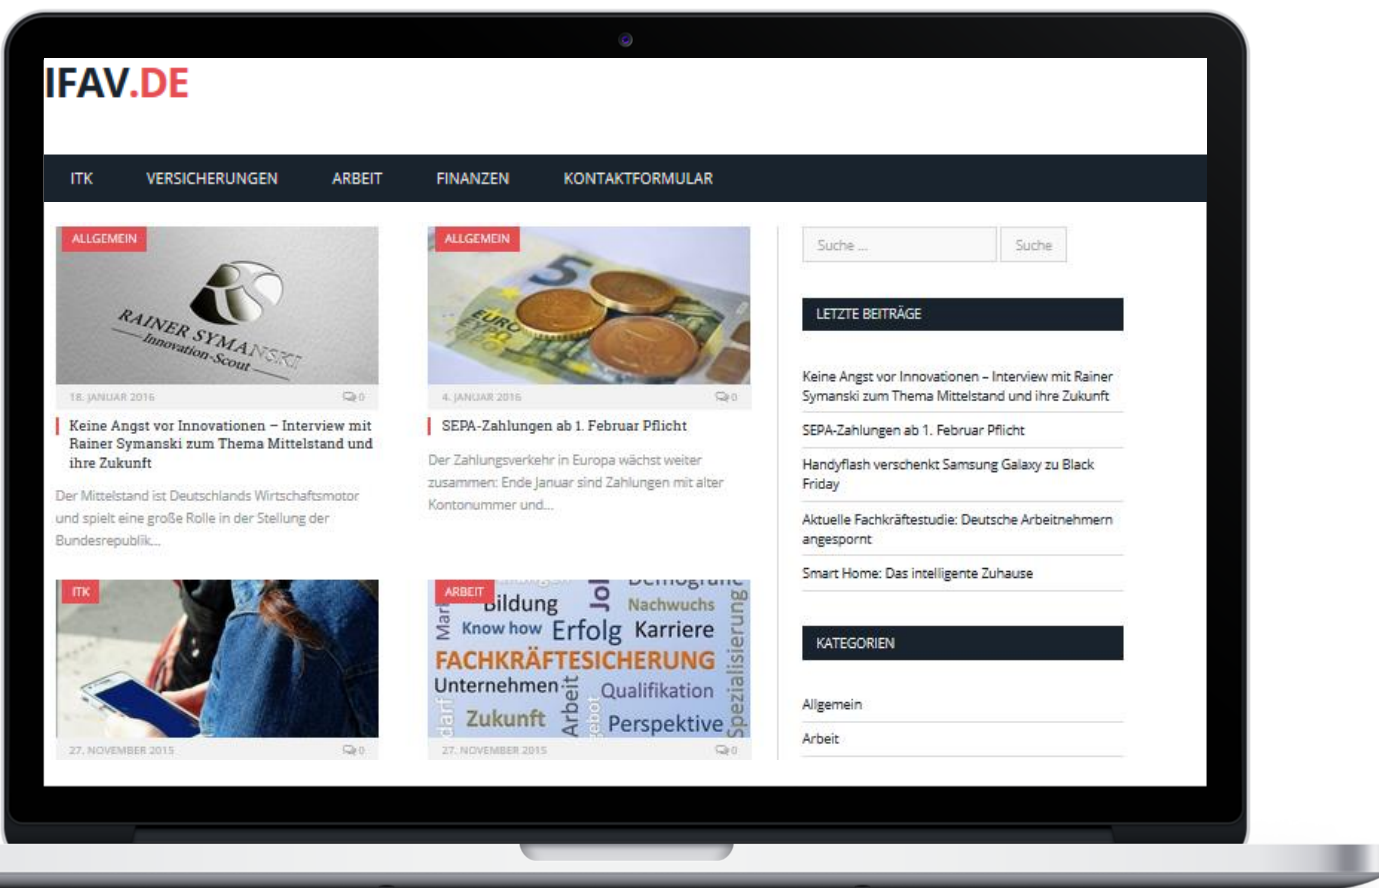 IFAV.DE
ITK VERSICHERUNGEN ARBEIT FINANZEN KONTAKTFORMULAR
ALLGEMEIN
RS
RAINER SYMANSKI
Innovation-Scout
18. JANUAR 2016 0
Keine Angst vor Innovationen – Interview mit
Rainer Symanski zum Thema Mittelstand und
ihre Zukunft
Der Mittelstand ist Deutschlands Wirtschaftsmotor
und spielt eine große Rolle in der Stellung der
Bundesrepublik...
ALLGEMEIN
5
EURO
4. JANUAR 2016 0
SEPA-Zahlungen ab 1. Februar Pflicht
Der Zahlungsverkehr in Europa wächst weiter
zusammen: Ende Januar sind Zahlungen mit alter
Kontonummer und...
ITK
27. NOVEMBER 2015 0
ARBEIT
Demografie
Bildung
Nachwuchs
Know how Erfolg Karriere
FACHKRÄFTESICHERUNG
Unternehmen
Arbeit
Qualifikation
Zukunft
Perspektive
Spezialisierung
27. NOVEMBER 2015 0
Suche ... Suche
LETZTE BEITRÄGE
Keine Angst vor Innovationen – Interview mit Rainer
Symanski zum Thema Mittelstand und ihre Zukunft
SEPA-Zahlungen ab 1. Februar Pflicht
Handyflash verschenkt Samsung Galaxy zu Black
Friday
Aktuelle Fachkräftestudie: Deutsche Arbeitnehmern
angespornt
Smart Home: Das intelligente Zuhause
KATEGORIEN
Allgemein
Arbeit